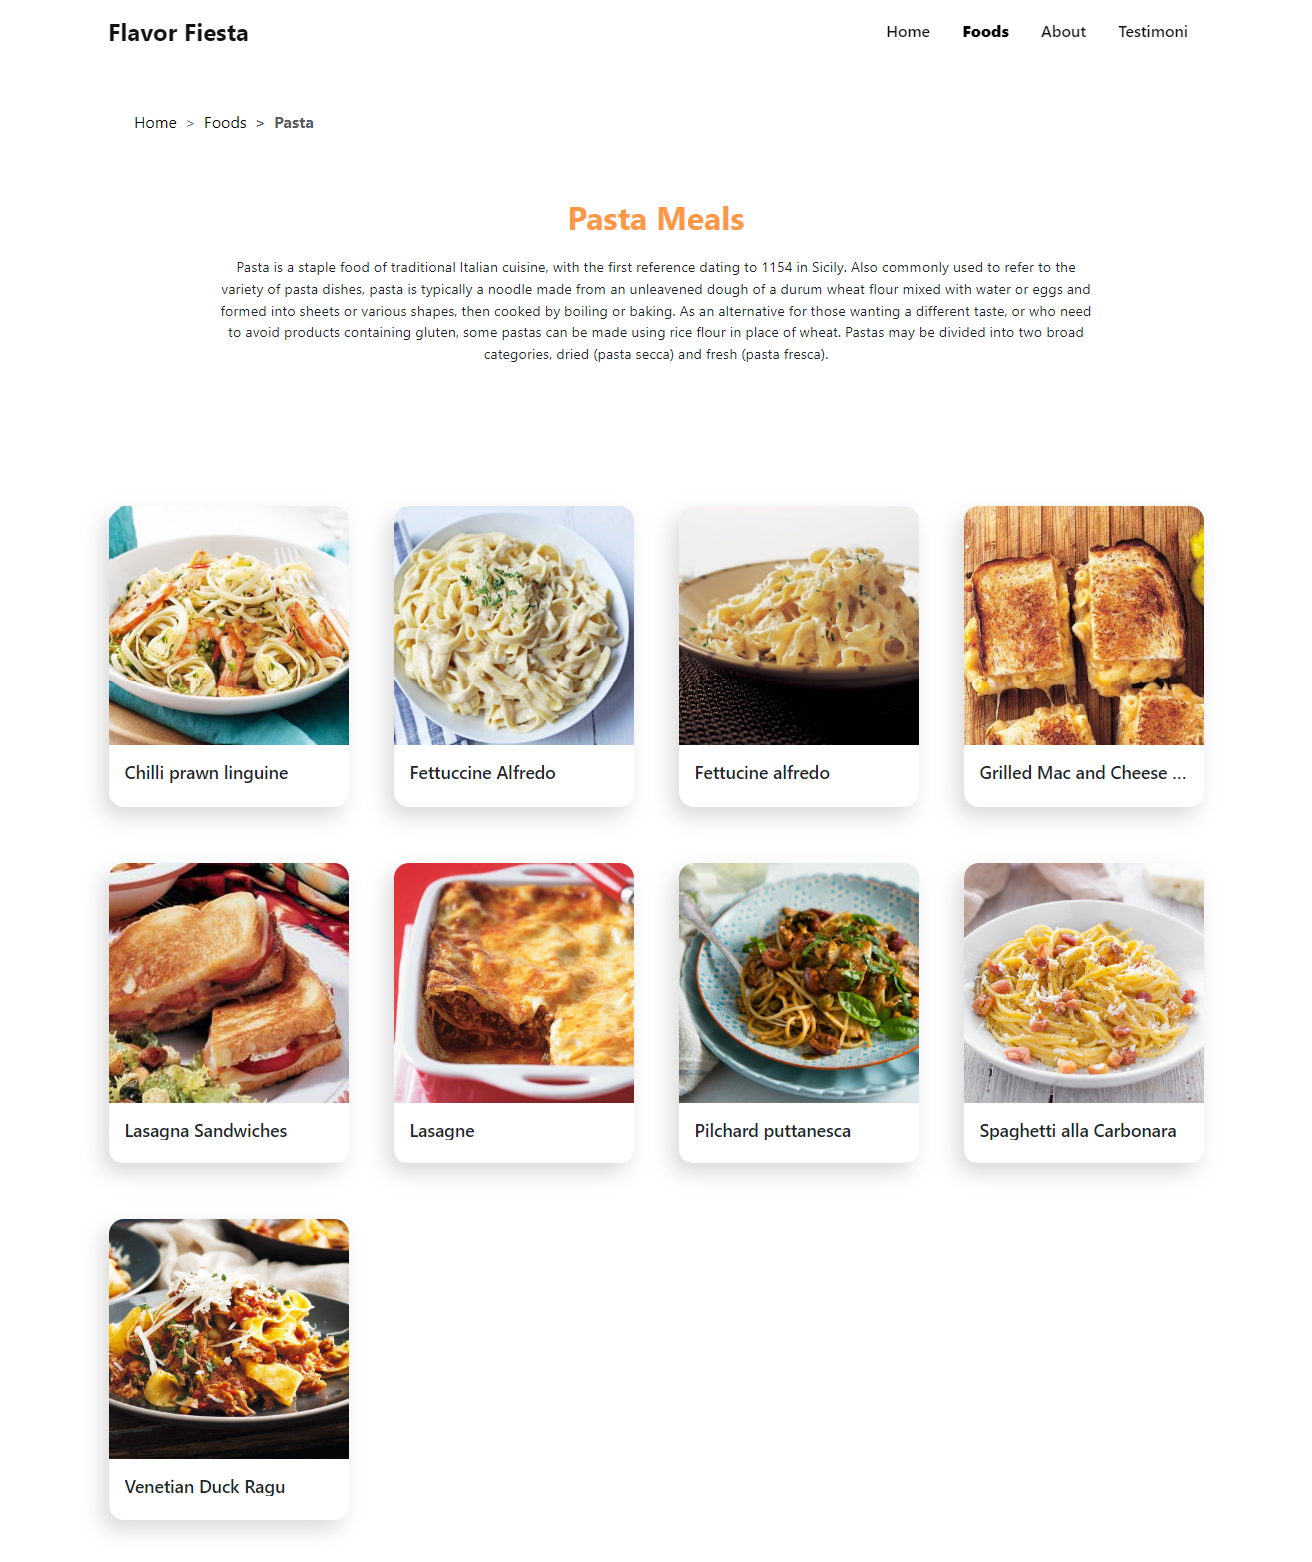 Flavor Fiesta
Home Foods About Testimoni
Home > Foods > Pasta
Pasta Meals
Pasta is a staple food of traditional Italian cuisine, with the first reference dating to 1154 in Sicily. Also commonly used to refer to the
variety of pasta dishes, pasta is typically a noodle made from an unleavened dough of a durum wheat flour mixed with water or eggs and
formed into sheets or various shapes, then cooked by boiling or baking. As an alternative for those wanting a different taste, or who need
to avoid products containing gluten, some pastas can be made using rice flour in place of wheat. Pastas may be divided into two broad
categories, dried (pasta secca) and fresh (pasta fresca).
Chilli prawn linguine
Fettuccine Alfredo
Fettucine alfredo
Grilled Mac and Cheese ...
Lasagna Sandwiches
Lasagne
Pilchard puttanesca
Spaghetti alla Carbonara
Venetian Duck Ragu